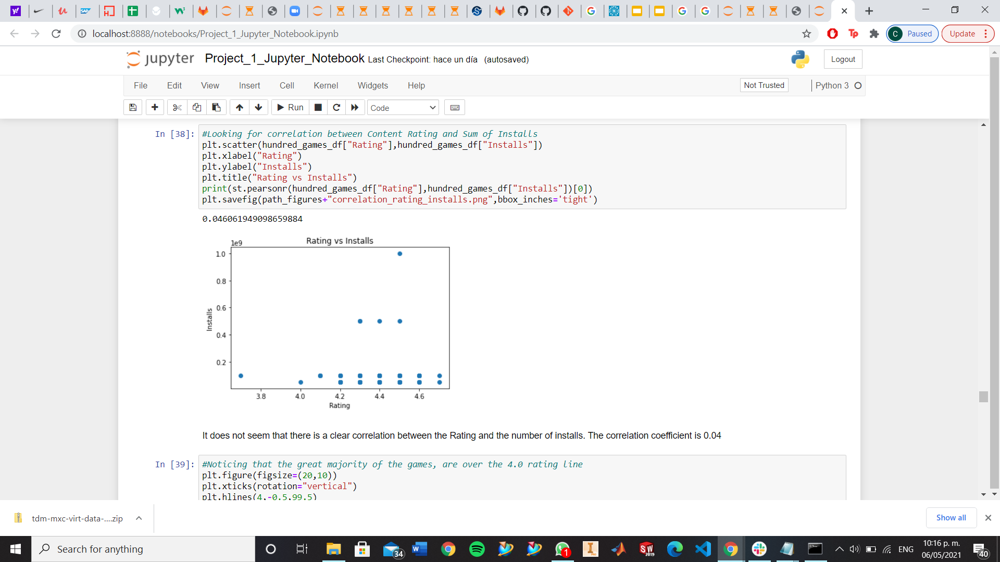 localhost:8888/notebooks/Project_1_Jupyter_Notebook.ipynb
C Paused
Update
jupyter Project_1_Jupyter_Notebook Last Checkpoint: hace un día (autosaved)
Logout
File Edit View Insert Cell Kernel Widgets Help
Not Trusted
Python 3
Run
Code
In [38]:
#Looking for correlation between Content Rating and Sum of Installs
plt.scatter(hundred_games_df["Rating"],hundred_games_df["Installs"])
plt.xlabel("Rating")
plt.ylabel("Installs")
plt.title("Rating vs Installs")
print(st.pearsonr(hundred_games_df["Rating"],hundred_games_df["Installs"])[0])
plt.savefig(path_figures+"correlation_rating_installs.png",bbox_inches='tight')
0.046061949098659884
Rating vs Installs
1e9
1.0
0.8
0.6
0.4
0.2
Installs
3.8 4.0 4.2 4.4 4.6
Rating
It does not seem that there is a clear correlation between the Rating and the number of installs. The correlation coefficient is 0.04
In [39]:
#Noticing that the great majority of the games, are over the 4.0 rating line
plt.figure(figsize=(20,10))
plt.xticks(rotation="vertical")
plt.hlines(4,-0.5,99.5)
tdm-mxc-virt-data-....zip
Show all
Search for anything
34
1
SW
2019
ENG
10:16 p. m.
06/05/2021
40